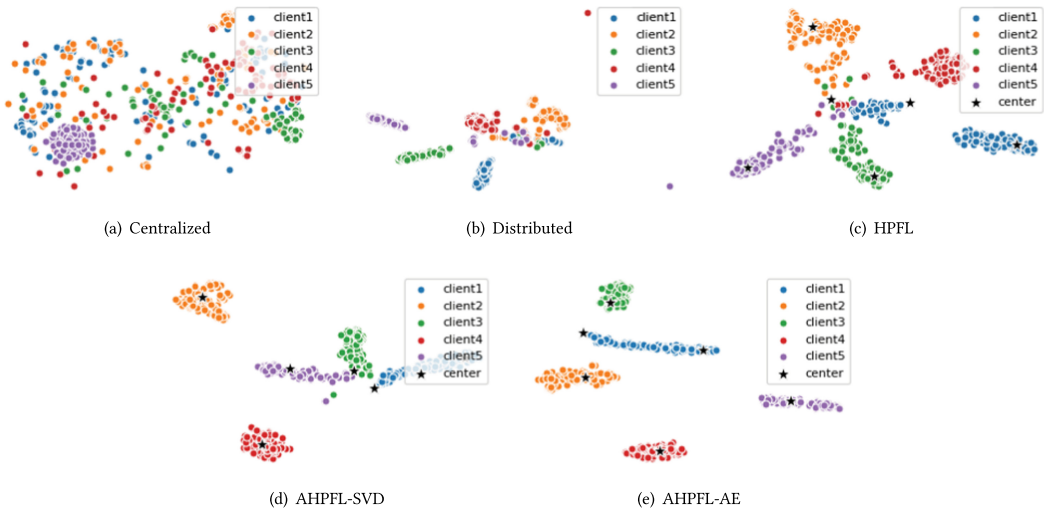 client1
client2
client3
client4
client5
(a) Centralized
client1
client2
client3
client4
client5
(b) Distributed
client1
client2
client3
client4
client5
center
(c) HPFL
client1
client2
client3
client4
client5
center
(d) AHPFL-SVD
client1
client2
client3
client4
client5
center
(e) AHPFL-AE